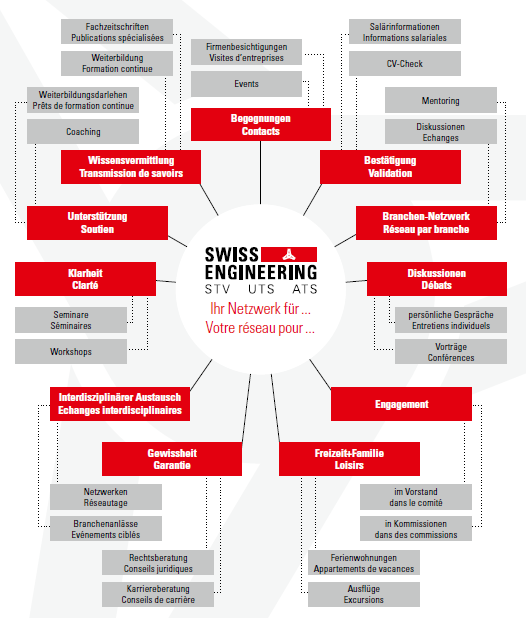 Fachzeitschriften
Publications spécialisées
Salärinformationen
Informations salariales
Firmenbesichtigungen
Visites d'entreprises
Weiterbildung
Formation continue
CV-Check
Events
Weiterbildungsdarlehen
Prêts de formation continue
Mentoring
Begegnungen
Contacts
Coaching
Diskussionen
Echanges
Wissensvermittlung
Transmission de savoirs
Bestätigung
Validation
Unterstützung
Soutien
Branchen-Netzwerk
Réseau par branche
SWISS
ENGINEERING
STV UTS ATS
Ihr Netzwerk für ...
Votre réseau pour ...
Klarheit
Clarté
Diskussionen
Débats
Seminare
Séminaires
persönliche Gespräche
Entretiens individuels
Workshops
Vorträge
Conférences
Interdisziplinärer Austausch
Echanges interdisciplinaires
Engagement
Gewissheit
Garantie
Freizeit+Familie
Loisirs
Netzwerken
Réseautage
im Vorstand
dans le comité
Branchenanlässe
Evénements ciblés
in Kommissionen
dans des commissions
Rechtsberatung
Conseils juridiques
Ferienwohnungen
Appartements de vacances
Karriereberatung
Conseils de carrière
Ausflüge
Excursions